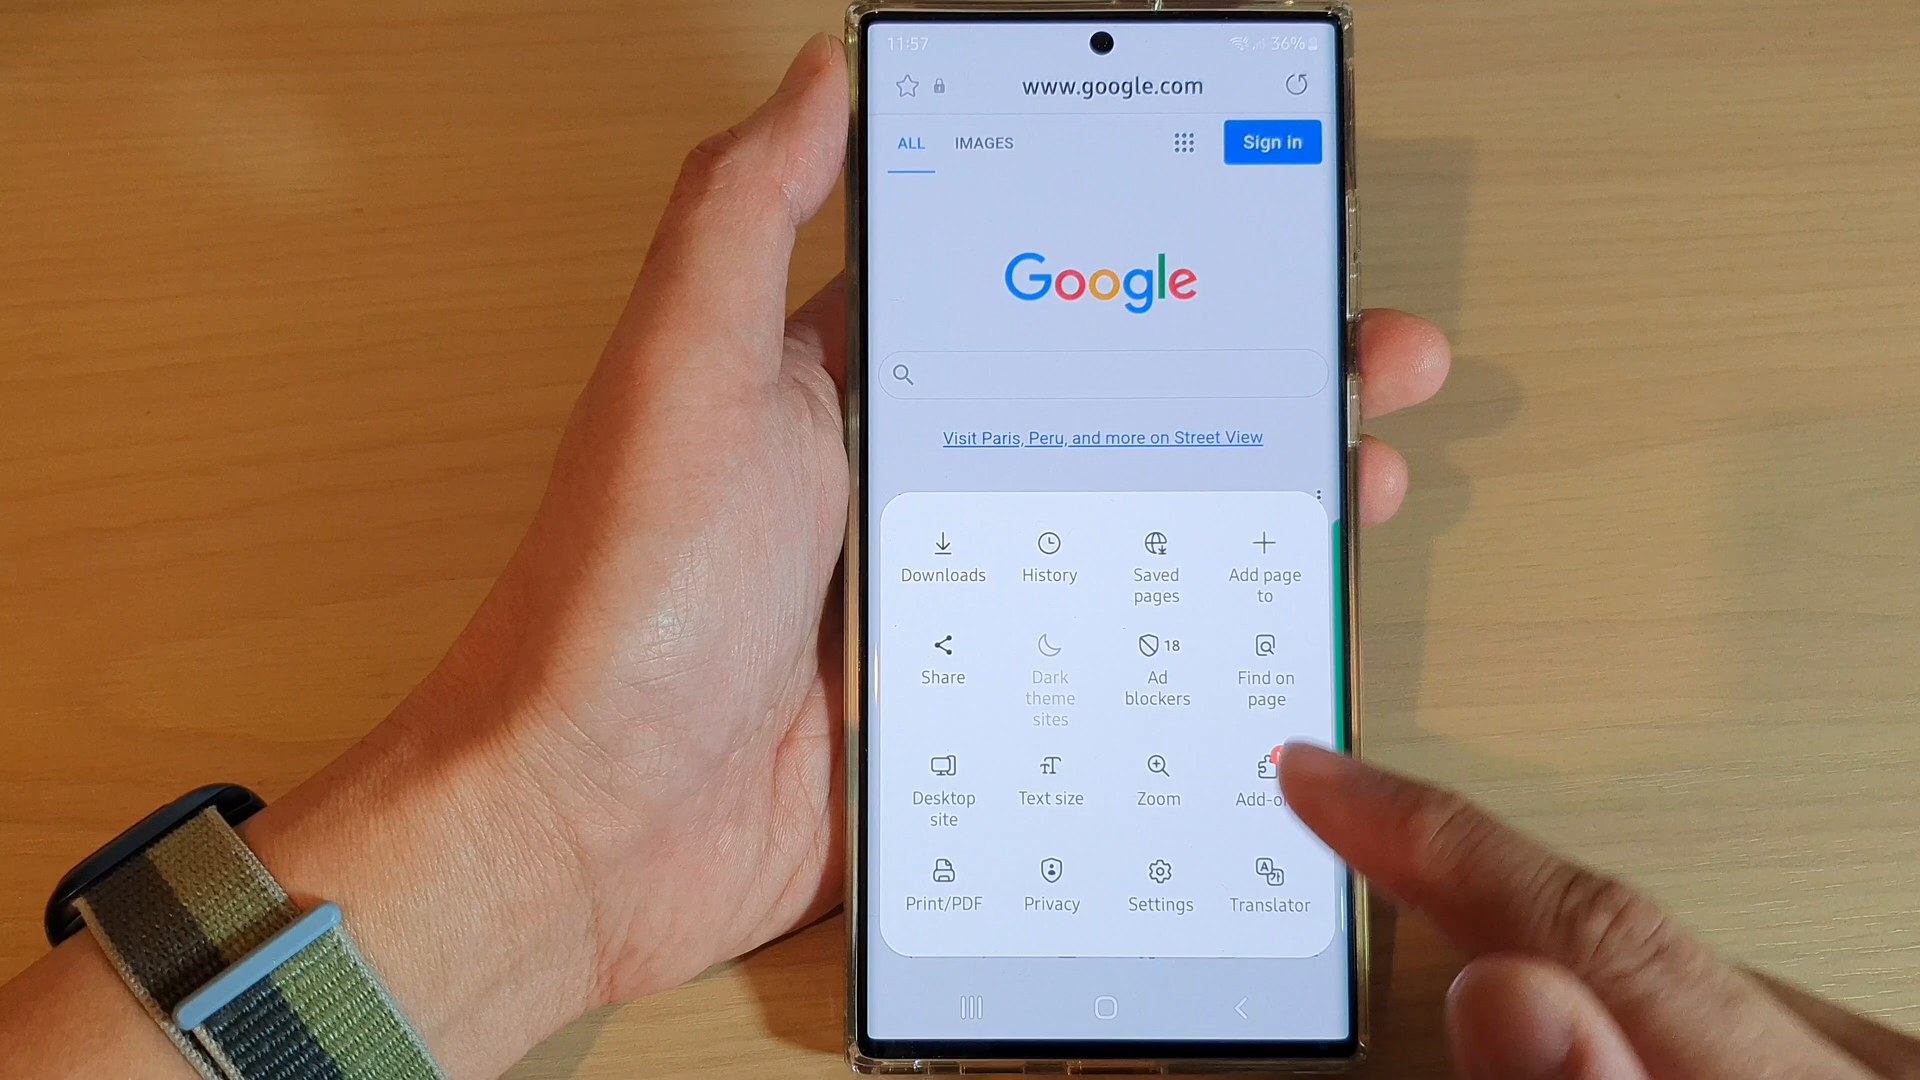 11:57
36%
www.google.com
ALL IMAGES
Sign in
Google
Visit Paris, Peru, and more on Street View
Downloads
History
Saved
pages
Add page
to
Share
Dark
theme
sites
18
Ad
blockers
Find on
page
Desktop
site
Text size
Zoom
Print/PDF
Privacy
Settings
Translator